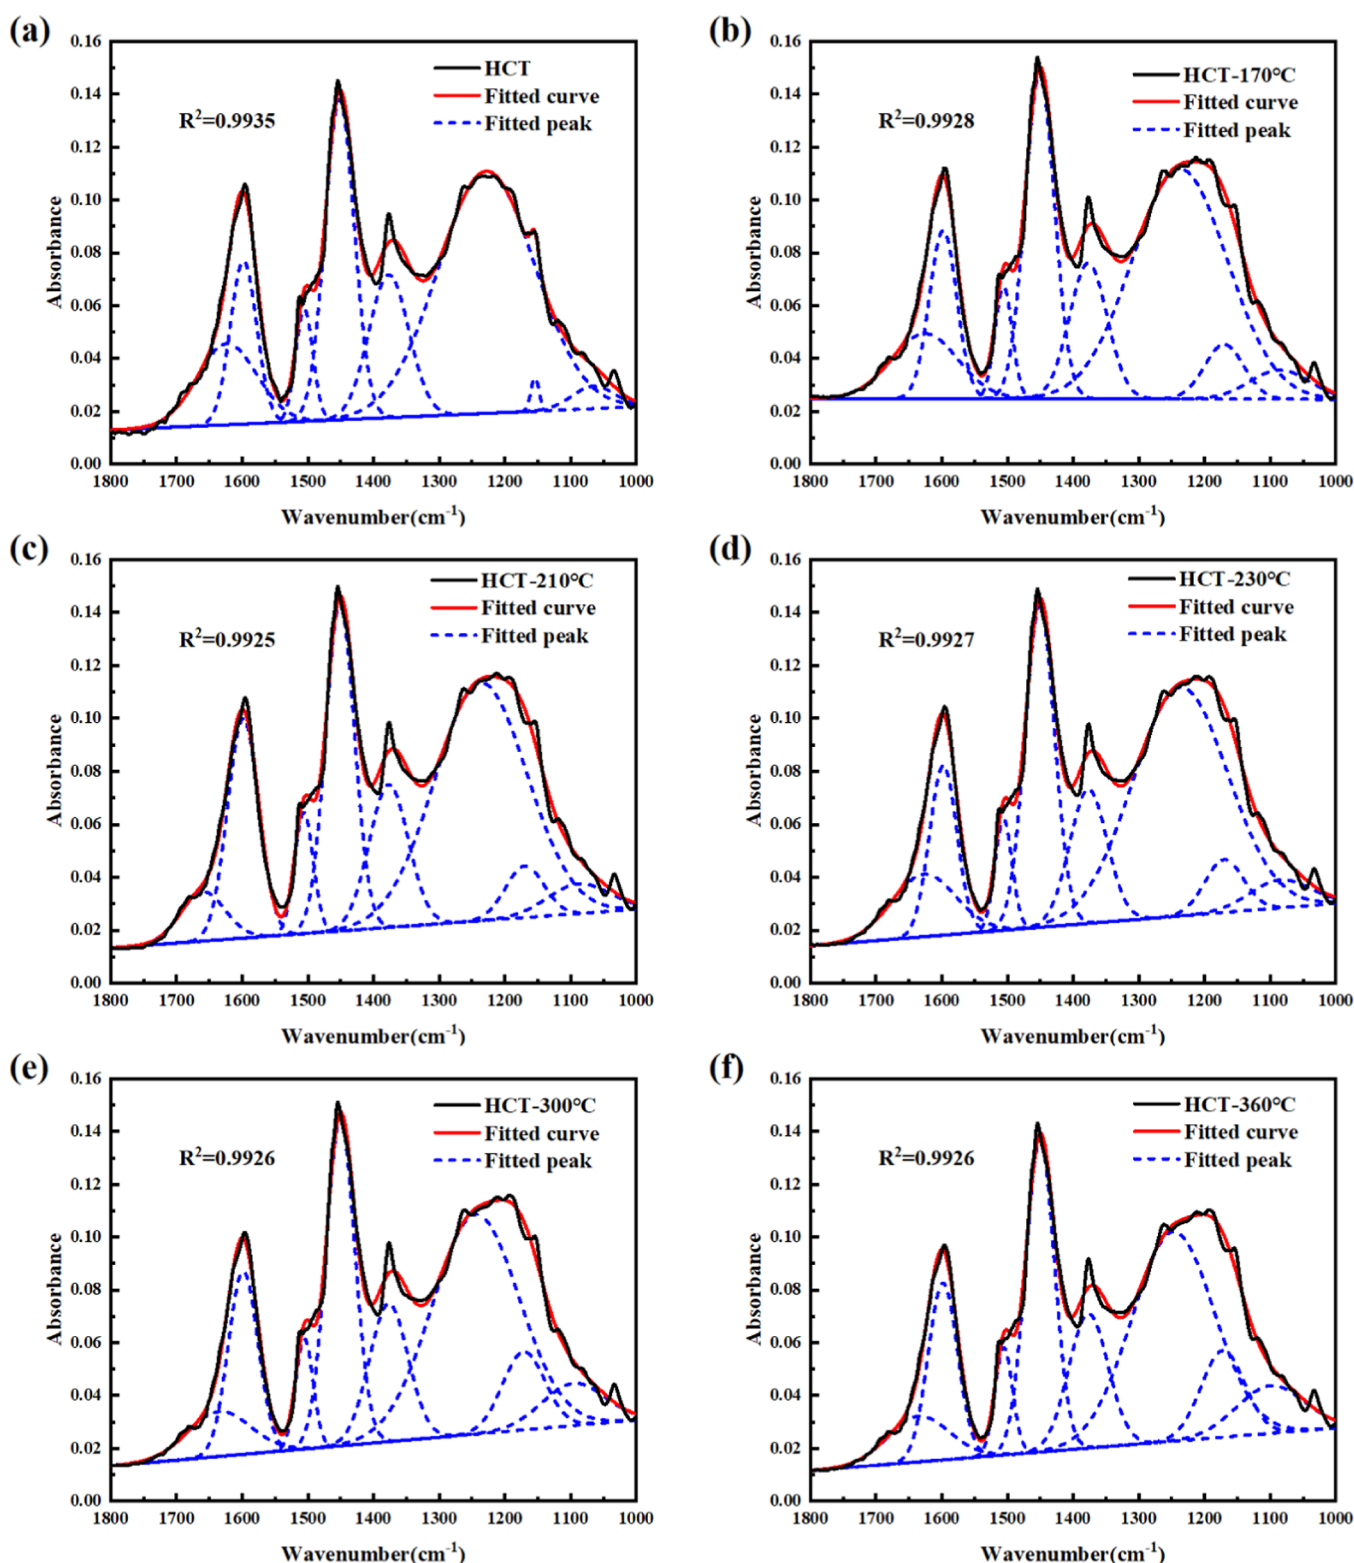 (a)
0.16
0.14
0.12
0.10
0.08
0.06
0.04
0.02
0.00
Absorbance
HCT
Fitted curve
Fitted peak
R²=0.9935
1800 1700 1600 1500 1400 1300 1200 1100 1000
Wavenumber(cm⁻¹)
(b)
0.16
0.14
0.12
0.10
0.08
0.06
0.04
0.02
0.00
Absorbance
HCT-170°C
Fitted curve
Fitted peak
R²=0.9928
1800 1700 1600 1500 1400 1300 1200 1100 1000
Wavenumber(cm⁻¹)
(c)
0.16
0.14
0.12
0.10
0.08
0.06
0.04
0.02
0.00
Absorbance
HCT-210°C
Fitted curve
Fitted peak
R²=0.9925
1800 1700 1600 1500 1400 1300 1200 1100 1000
Wavenumber(cm⁻¹)
(d)
0.16
0.14
0.12
0.10
0.08
0.06
0.04
0.02
0.00
Absorbance
HCT-230°C
Fitted curve
Fitted peak
R²=0.9927
1800 1700 1600 1500 1400 1300 1200 1100 1000
Wavenumber(cm⁻¹)
(e)
0.16
0.14
0.12
0.10
0.08
0.06
0.04
0.02
0.00
Absorbance
HCT-300°C
Fitted curve
Fitted peak
R²=0.9926
1800 1700 1600 1500 1400 1300 1200 1100 1000
Wavenumber(cm⁻¹)
(f)
0.16
0.14
0.12
0.10
0.08
0.06
0.04
0.02
0.00
Absorbance
HCT-360°C
Fitted curve
Fitted peak
R²=0.9926
1800 1700 1600 1500 1400 1300 1200 1100 1000
Wavenumber(cm⁻¹)